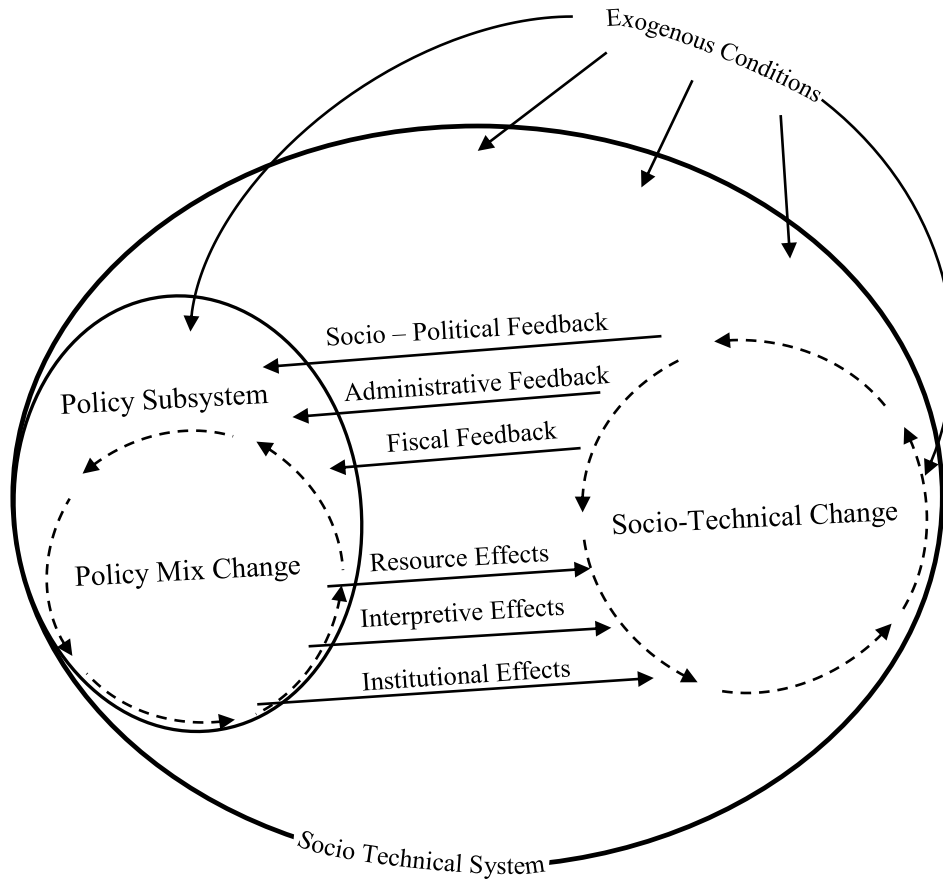 Exogenous Conditions
Socio – Political Feedback
Administrative Feedback
Policy Subsystem
Fiscal Feedback
Socio-Technical Change
Resource Effects
Policy Mix Change
Interpretive Effects
Institutional Effects
Socio Technical System